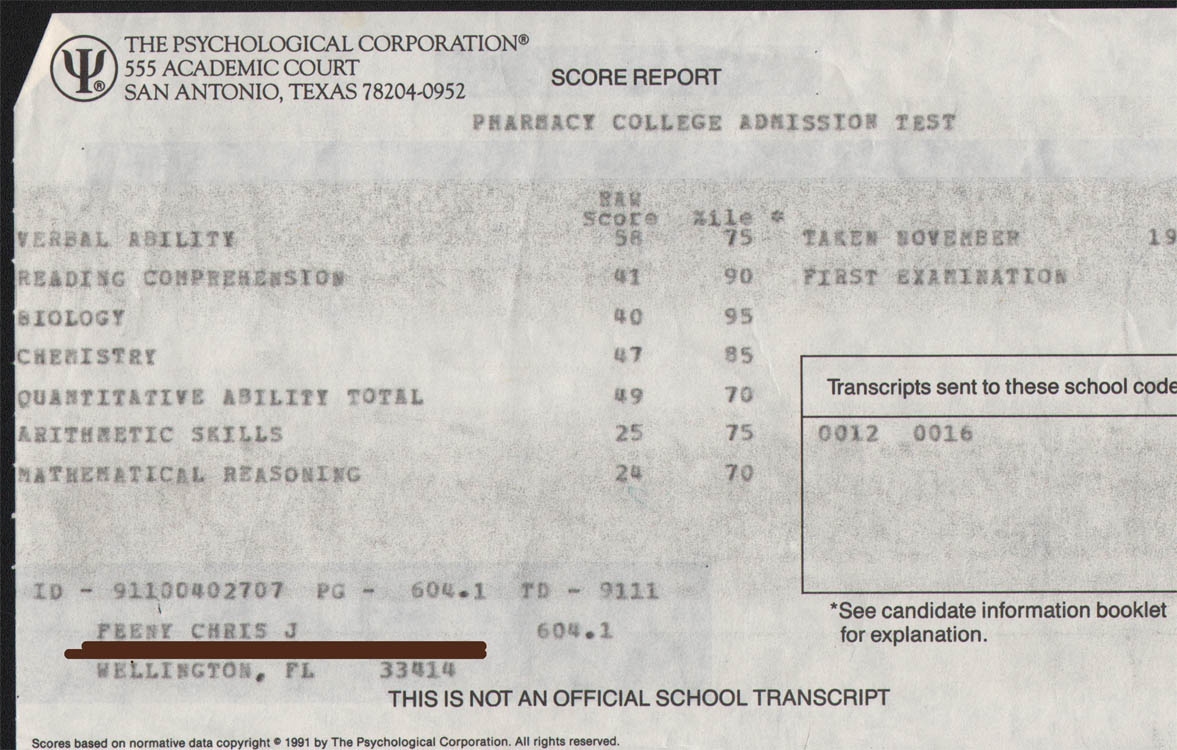 THE PSYCHOLOGICAL CORPORATION®
555 ACADEMIC COURT
SAN ANTONIO, TEXAS 78204-0952
SCORE REPORT
PHARMACY COLLEGE ADMISSION TEST
RAW
Score %ile *
VERBAL ABILITY 58 75 TAKEN NOVEMBER 19
READING COMPREHENSION 41 90 FIRST EXAMINATION
BIOLOGY 40 95
CHEMISTRY 47 85
QUANTITATIVE ABILITY TOTAL 49 70
ARITHMETIC SKILLS 25 75
MATHEMATICAL REASONING 24 70
Transcripts sent to these school code
0012 0016
ID - 91100402707 PG - 604.1 TD - 9111
FEENY CHRIS J 604.1
WELLINGTON, FL 33414
*See candidate information booklet
for explanation.
THIS IS NOT AN OFFICIAL SCHOOL TRANSCRIPT
Scores based on normative data copyright © 1991 by The Psychological Corporation. All rights reserved.